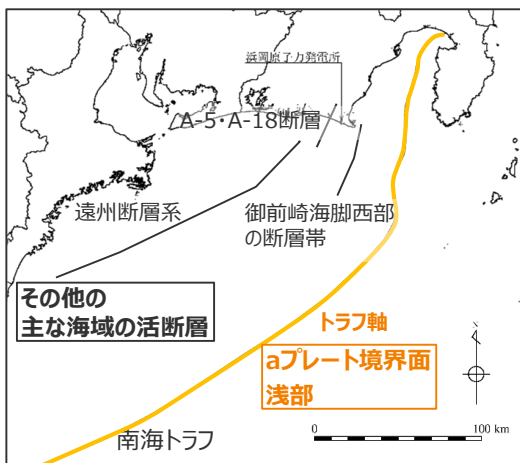 浜岡原子力発電所
A-5・A-18断層
遠州断層系
御前崎海脚西部
の断層帯
その他の
主な海域の活断層
トラフ軸
aプレート境界面
浅部
N
南海トラフ
0 100 km